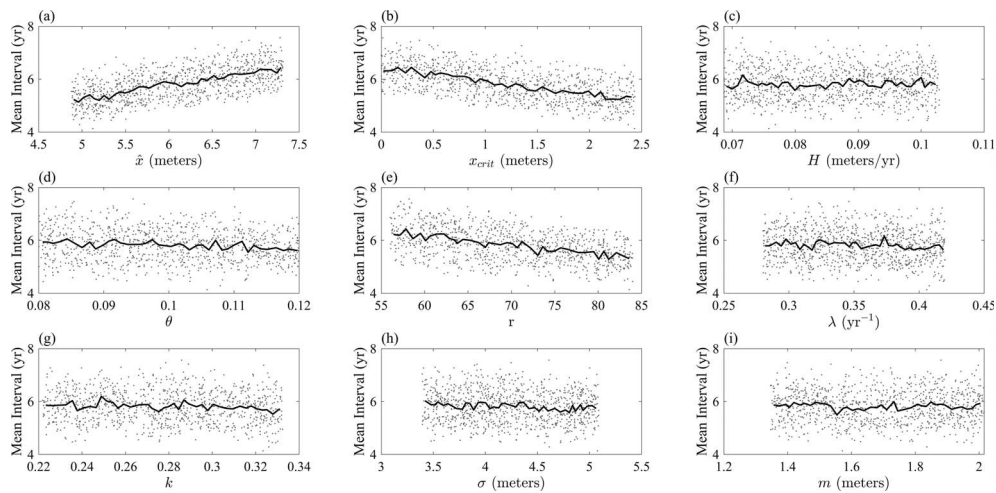 (a) (b) (c)
Mean Interval (yr) 8 6 4 Mean Interval (yr) 8 6 4 Mean Interval (yr) 8 6 4
4.5 5 5.5 6 6.5 7 7.5 0 0.5 1 1.5 2 2.5 0.07 0.08 0.09 0.1 0.11
x̂ (meters) x_crit (meters) H (meters/yr)
(d) (e) (f)
Mean Interval (yr) 8 6 4 Mean Interval (yr) 8 6 4 Mean Interval (yr) 8 6 4
0.08 0.09 0.1 0.11 0.12 55 60 65 70 75 80 85 0.25 0.3 0.35 0.4 0.45
θ r λ (yr⁻¹)
(g) (h) (i)
Mean Interval (yr) 8 6 4 Mean Interval (yr) 8 6 4 Mean Interval (yr) 8 6 4
0.22 0.24 0.26 0.28 0.3 0.32 0.34 3 3.5 4 4.5 5 5.5 1.2 1.4 1.6 1.8 2
k σ (meters) m (meters)